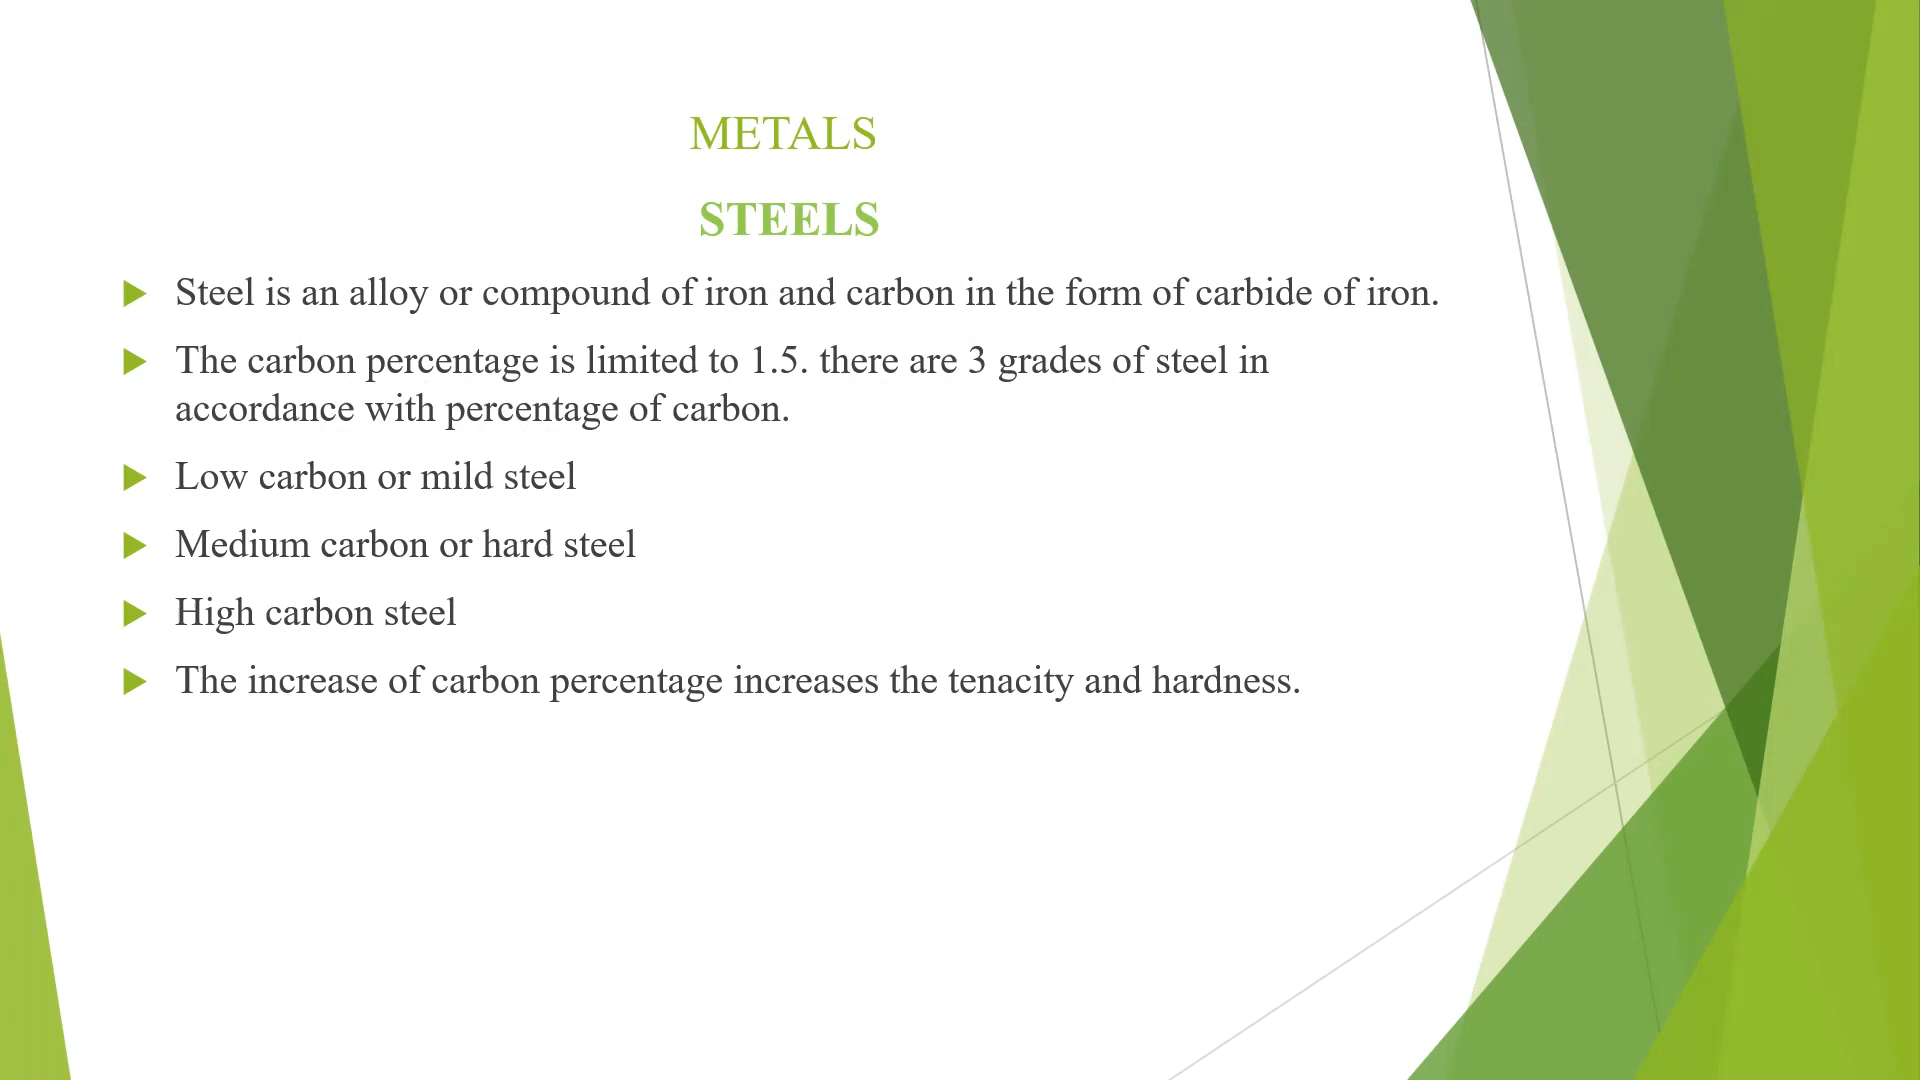 METALS
STEELS
Steel is an alloy or compound of iron and carbon in the form of carbide of iron.
The carbon percentage is limited to 1.5. there are 3 grades of steel in
accordance with percentage of carbon.
Low carbon or mild steel
Medium carbon or hard steel
High carbon steel
The increase of carbon percentage increases the tenacity and hardness.